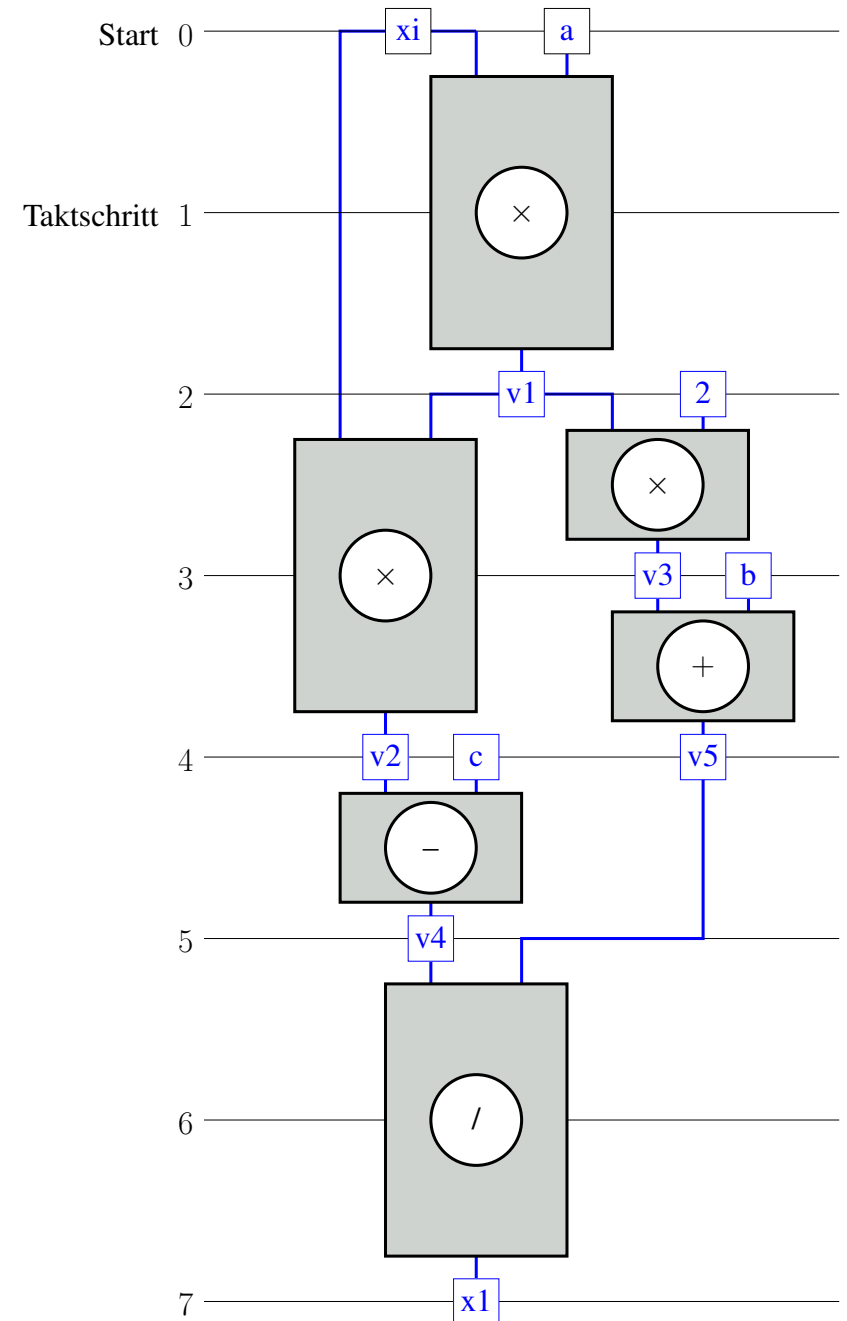 Start 0 xi a
×
Taktschritt 1
2 v1 2
×
×
3 v3 b
+
4 v2 c v5
−
5 v4
/
6
7 x1